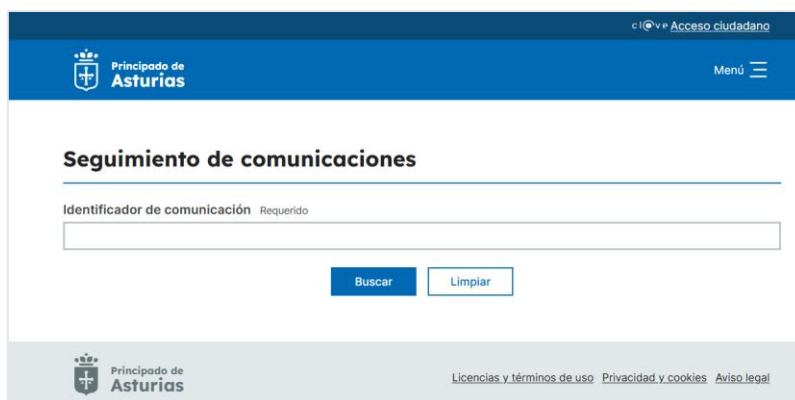 cl@ve Acceso ciudadano
Principado de
Asturias
Menú
Seguimiento de comunicaciones
Identificador de comunicación Requerido
Buscar Limpiar
Principado de
Asturias
Licencias y términos de uso Privacidad y cookies Aviso legal